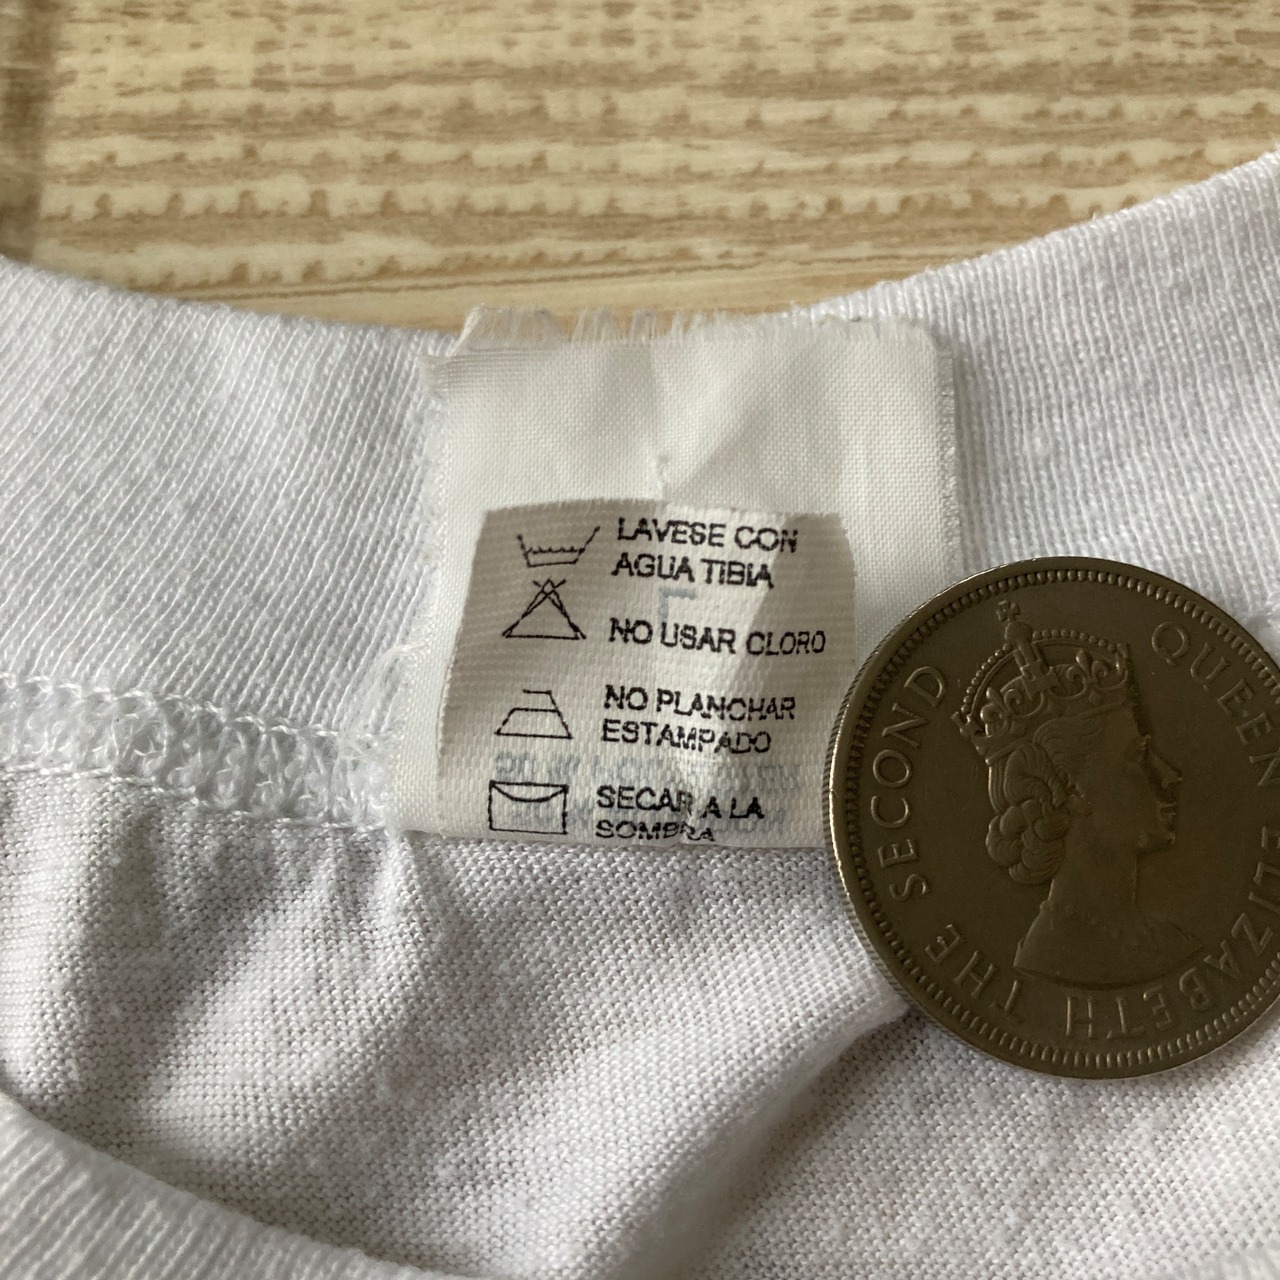 LAVESE CON
AGUA TIBIA
NO USAR CLORO
NO PLANCHAR
ESTAMPADO
SECAR A LA
SOMBRA
QUEEN ELIZABETH THE SECOND